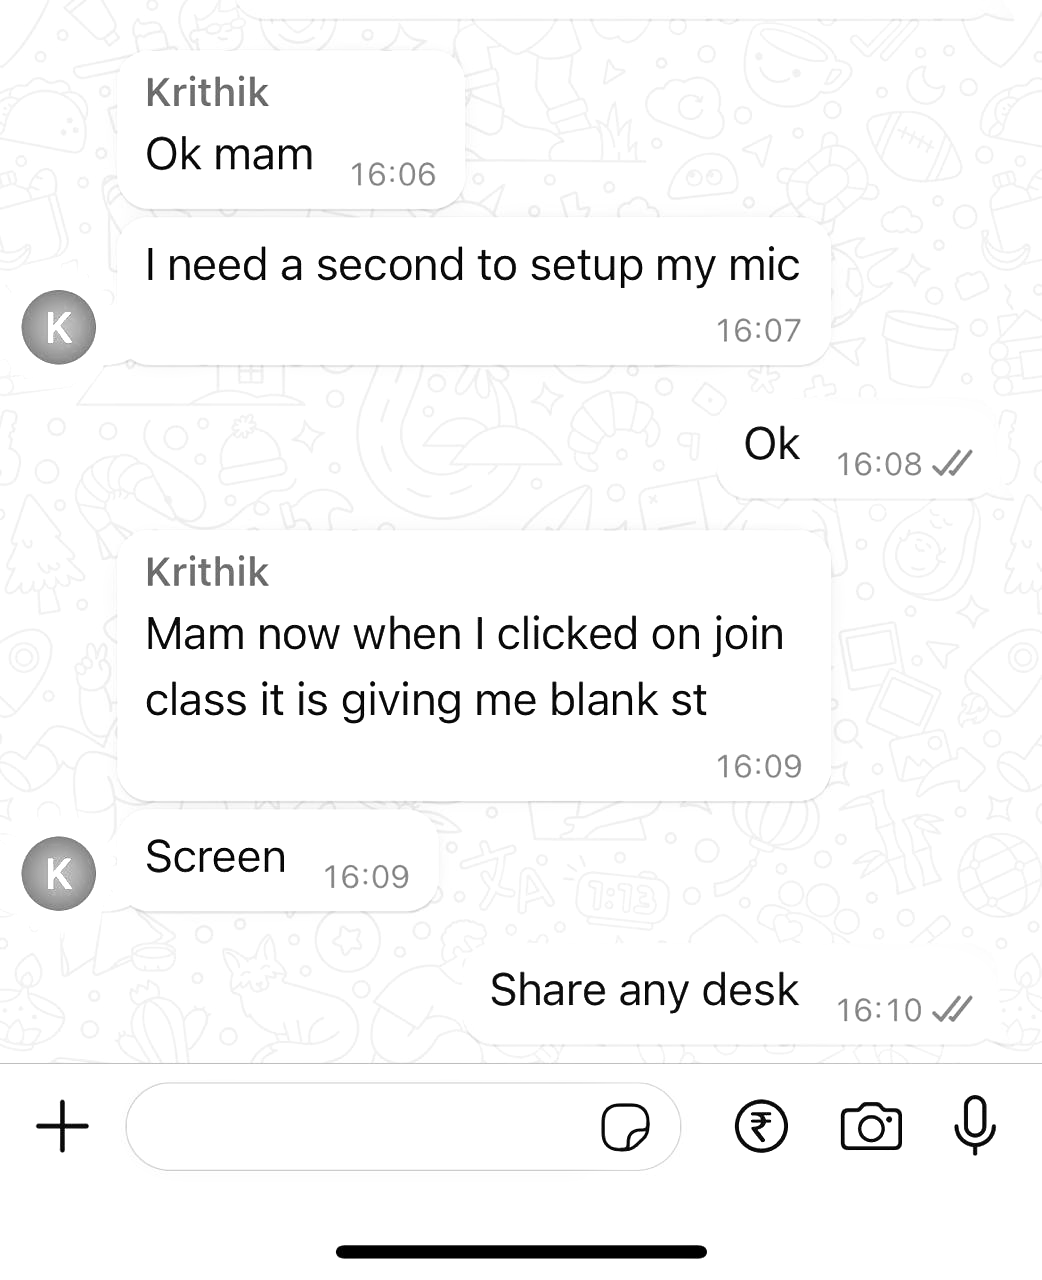 Krithik
Ok mam 16:06
I need a second to setup my mic
16:07
K
Ok 16:08
Krithik
Mam now when I clicked on join
class it is giving me blank st
16:09
Screen 16:09
K
1:13
Share any desk 16:10
₹